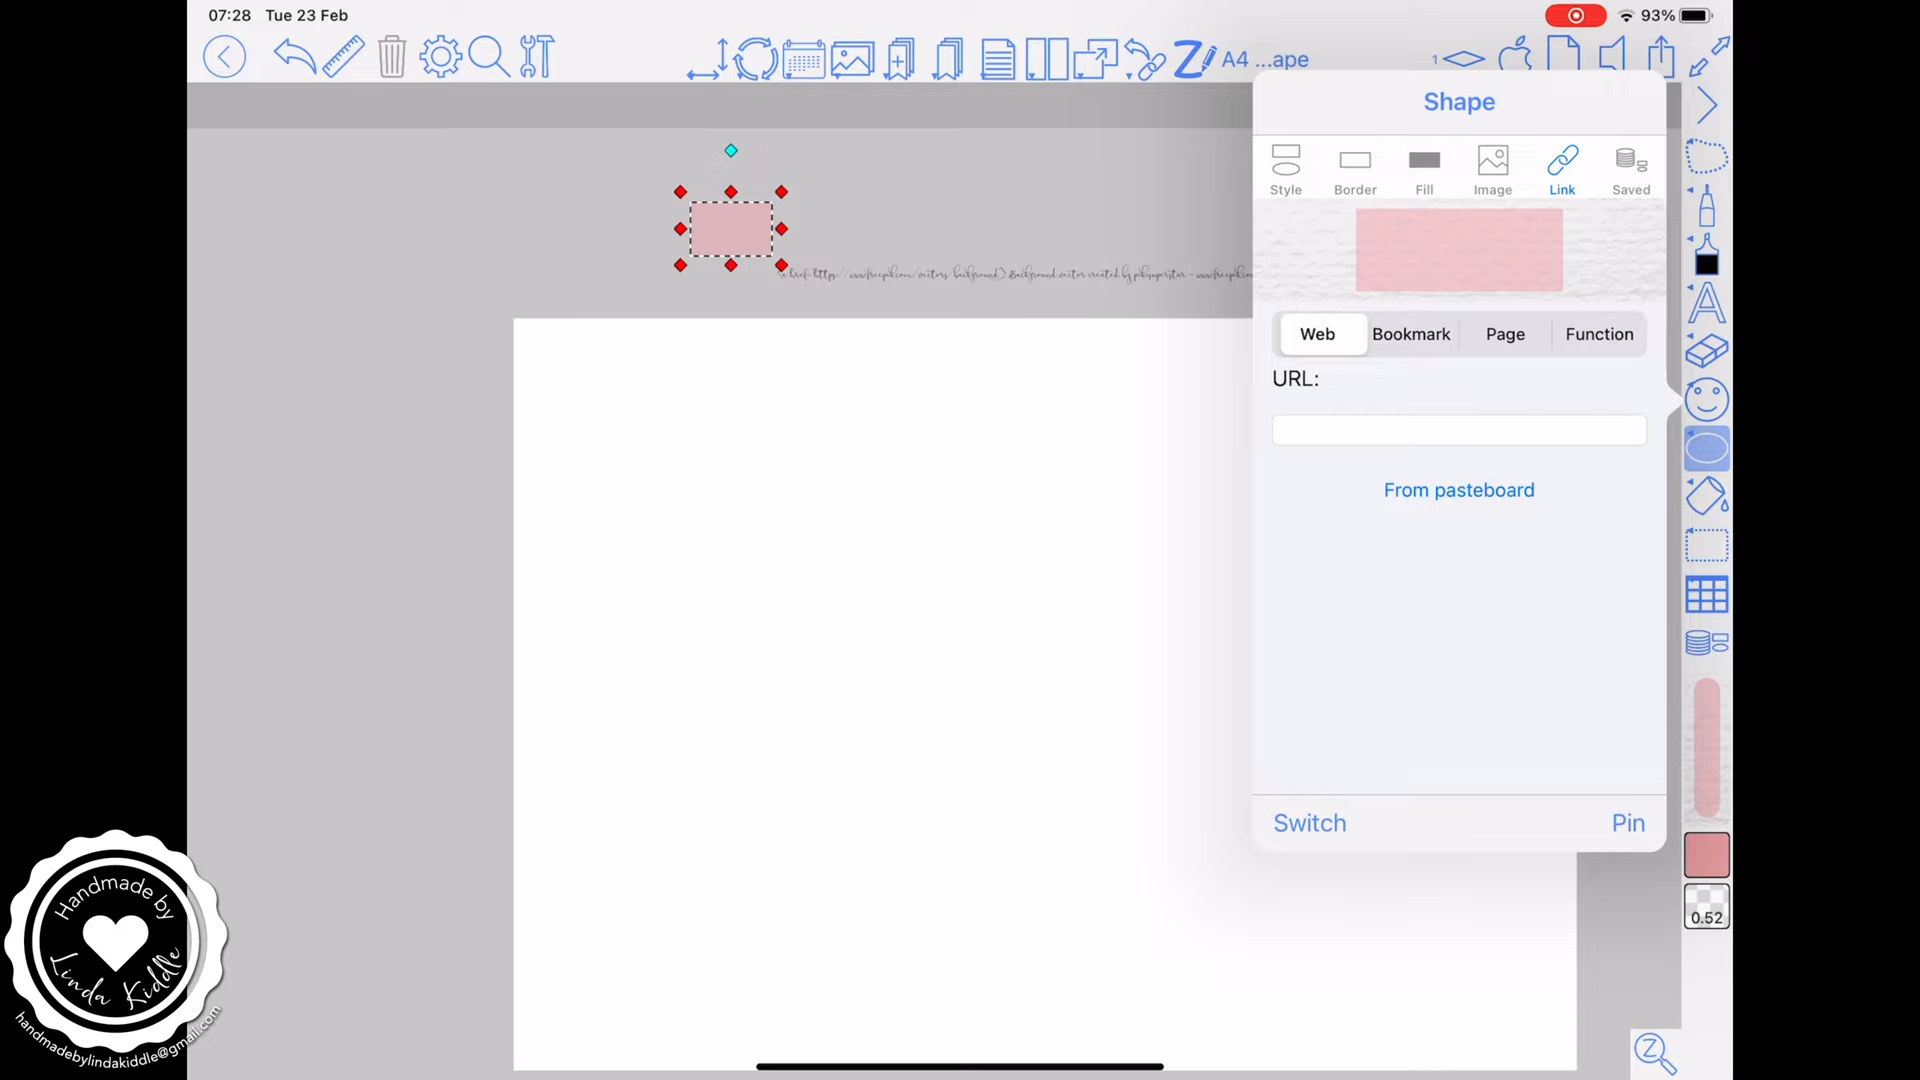 07:28 Tue 23 Feb
93%
A4 ...ape
1
Shape
Style Border Fill Image Link Saved
Web Bookmark Page Function
URL:
From pasteboard
Switch Pin
0.52
Z
Handmade by
Linda Kiddle
handmadebylindakiddle@gmail.com